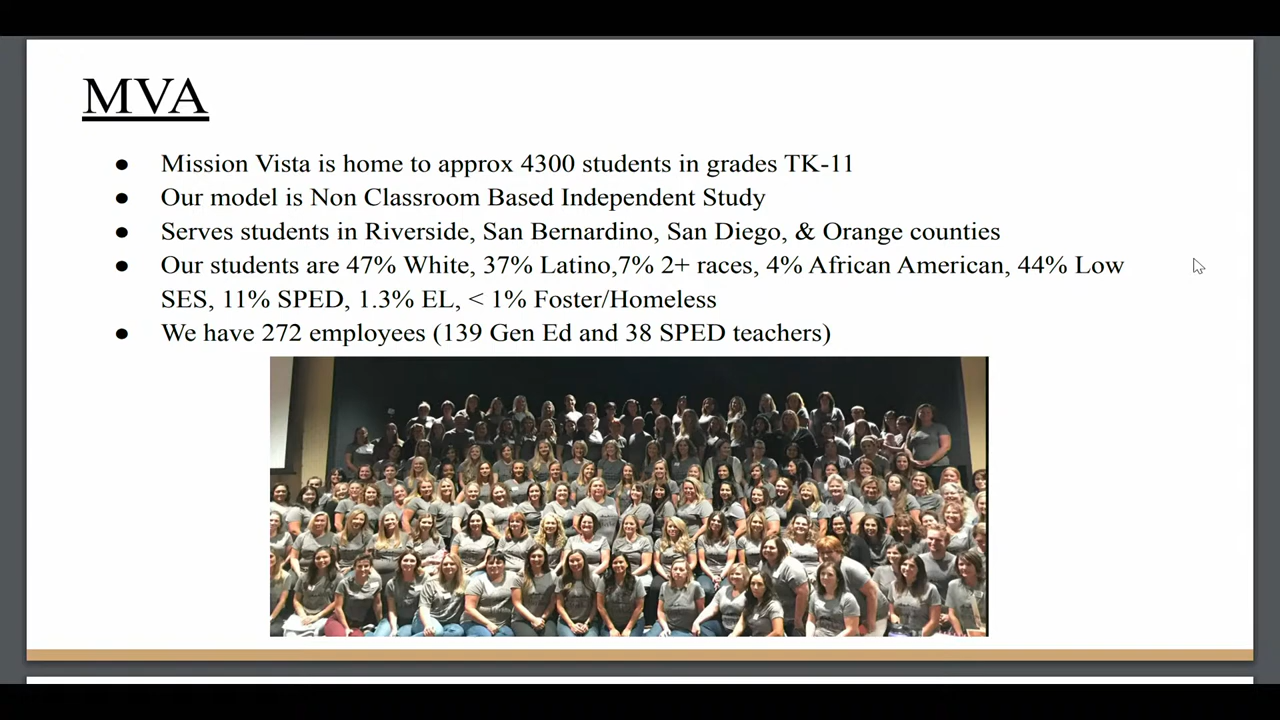 MVA
● Mission Vista is home to approx 4300 students in grades TK-11
● Our model is Non Classroom Based Independent Study
● Serves students in Riverside, San Bernardino, San Diego, & Orange counties
● Our students are 47% White, 37% Latino,7% 2+ races, 4% African American, 44% Low
SES, 11% SPED, 1.3% EL, < 1% Foster/Homeless
● We have 272 employees (139 Gen Ed and 38 SPED teachers)